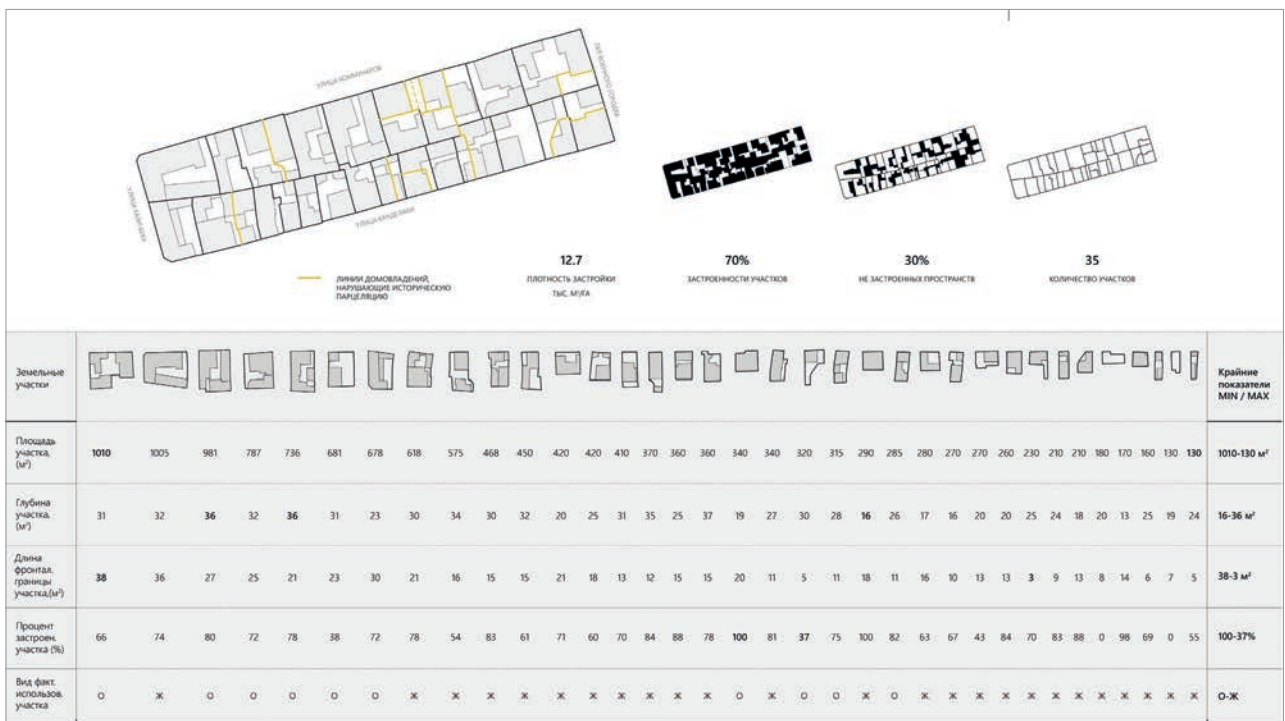 УЛИЦА КОММУНАРОВ
УЛИЦА КАЗИ-БЕКА
УЛИЦА КАНДЕЛАКИ
ЛИНИИ ДОМОВЛАДЕНИЙ,
НАРУШАЮЩИЕ ИСТОРИЧЕСКУЮ
ПАРЦЕЛЯЦИЮ
12.7
ПЛОТНОСТЬ ЗАСТРОЙКИ
ТЫС. М²/ГА
70%
ЗАСТРОЕННОСТИ УЧАСТКОВ
30%
НЕ ЗАСТРОЕННЫХ ПРОСТРАНСТВ
35
КОЛИЧЕСТВО УЧАСТКОВ
Земельные
участки
Крайние
показатели
MIN / MAX
Площадь
участка,
(м²)
1010 1005 981 787 736 681 678 618 575 468 450 420 420 410 370 360 360 340 340 320 315 290 285 280 270 270 260 230 210 210 180 170 160 130 130
1010-130 м²
Глубина
участка,
(м²)
31 32 36 32 36 31 23 30 34 30 32 20 25 31 35 25 37 19 27 30 28 16 26 17 16 20 20 25 24 18 20 13 25 19 24
16-36 м²
Длина
фронтал.
границы
участка,(м²)
38 36 27 25 21 23 30 21 16 15 15 21 18 13 12 15 15 20 11 5 11 18 11 16 10 13 13 3 9 13 8 14 6 7 5
38-3 м²
Процент
застроен.
участка (%)
66 74 80 72 78 38 72 78 54 83 61 71 60 70 84 88 78 100 81 37 75 100 82 63 67 43 84 70 83 88 0 98 69 0 55
100-37%
Вид факт.
использов.
участка
О Ж О О О О О Ж Ж Ж Ж Ж Ж Ж Ж Ж Ж О Ж О О Ж О Ж Ж Ж Ж Ж Ж Ж Ж Ж Ж Ж Ж
О-Ж